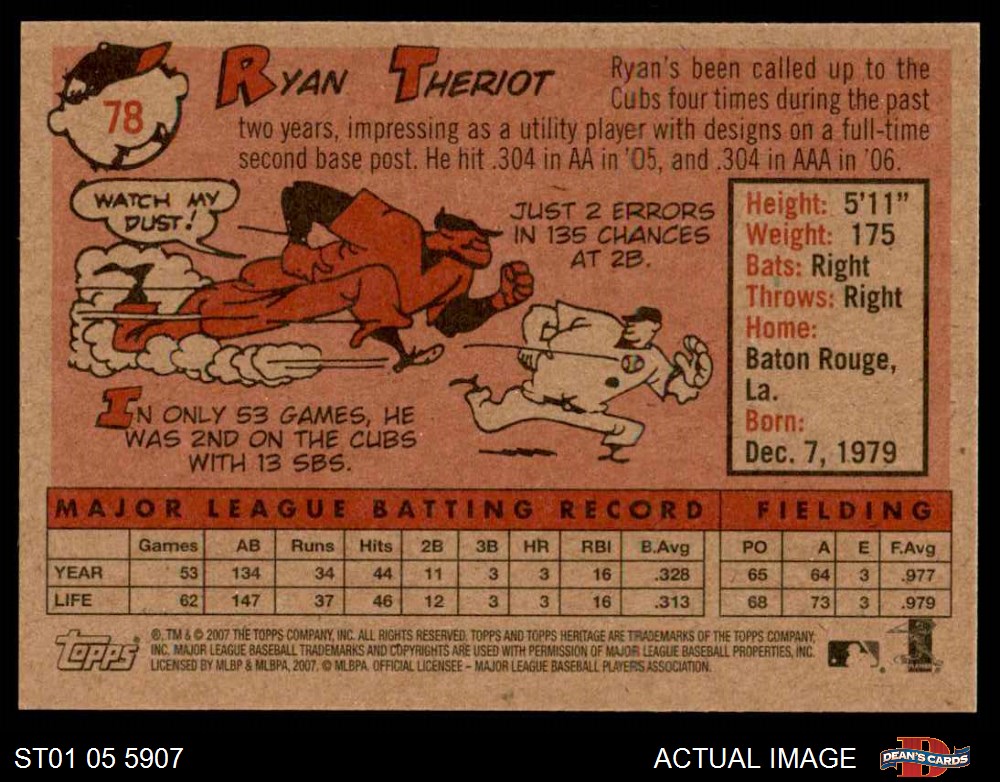 78
RYAN THERIOT
Ryan's been called up to the
Cubs four times during the past
two years, impressing as a utility player with designs on a full-time
second base post. He hit .304 in AA in '05, and .304 in AAA in '06.
WATCH MY
DUST!
JUST 2 ERRORS
IN 135 CHANCES
AT 2B.
IN ONLY 53 GAMES, HE
WAS 2ND ON THE CUBS
WITH 13 SBS.
Height: 5'11"
Weight: 175
Bats: Right
Throws: Right
Home:
Baton Rouge,
La.
Born:
Dec. 7, 1979
MAJOR LEAGUE BATTING RECORD FIELDING
Games AB Runs Hits 2B 3B HR RBI B.Avg PO A E F.Avg
YEAR 53 134 34 44 11 3 3 16 .328 65 64 3 .977
LIFE 62 147 37 46 12 3 3 16 .313 68 73 3 .979
Topps
®, TM & © 2007 THE TOPPS COMPANY, INC. ALL RIGHTS RESERVED. TOPPS AND TOPPS HERITAGE ARE TRADEMARKS OF THE TOPPS COMPANY,
INC. MAJOR LEAGUE BASEBALL TRADEMARKS AND COPYRIGHTS ARE USED WITH PERMISSION OF MAJOR LEAGUE BASEBALL PROPERTIES, INC.
LICENSED BY MLBP & MLBPA, 2007. © MLBPA. OFFICIAL LICENSEE – MAJOR LEAGUE BASEBALL PLAYERS ASSOCIATION.
ST01 05 5907
ACTUAL IMAGE
DEAN'S CARDS